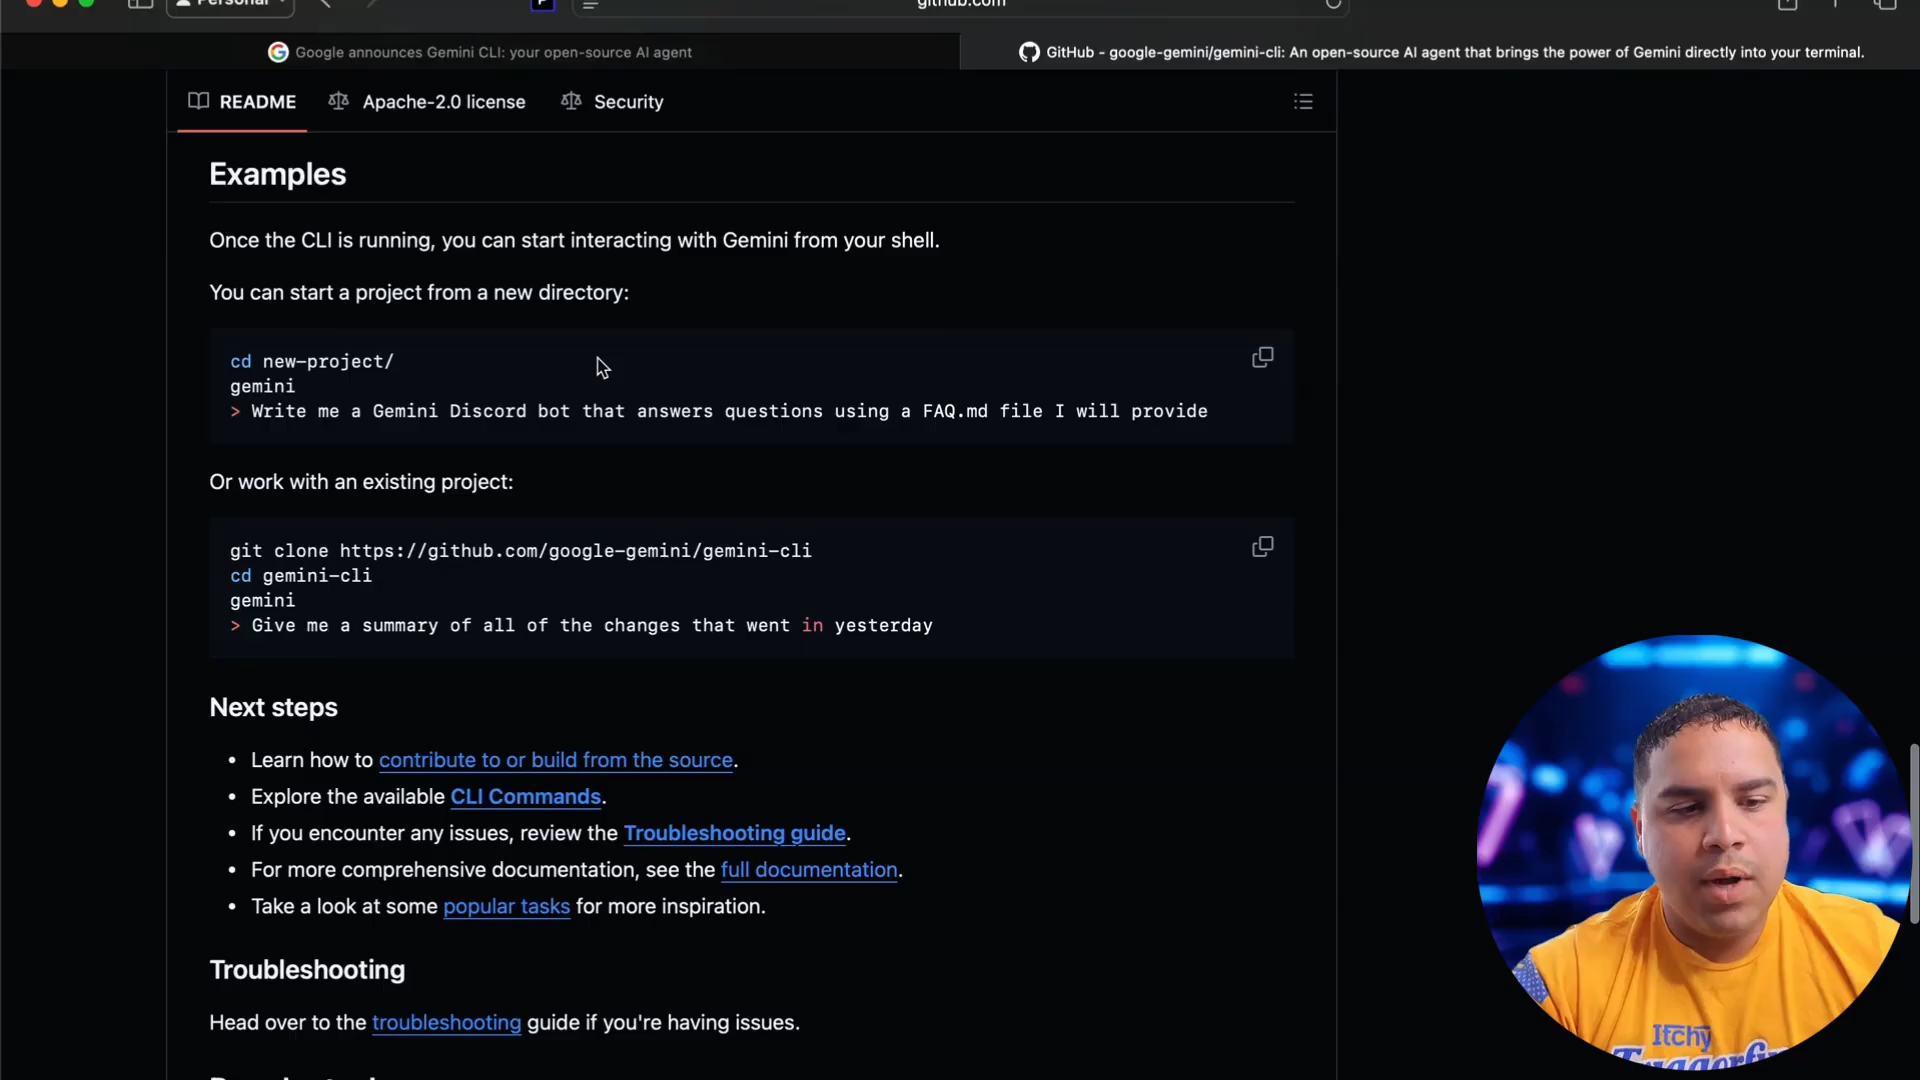 Personal
github.com
Google announces Gemini CLI: your open-source AI agent
GitHub - google-gemini/gemini-cli: An open-source AI agent that brings the power of Gemini directly into your terminal.
README
Apache-2.0 license
Security
Examples
Once the CLI is running, you can start interacting with Gemini from your shell.
You can start a project from a new directory:
cd new-project/
gemini
> Write me a Gemini Discord bot that answers questions using a FAQ.md file I will provide
Or work with an existing project:
git clone https://github.com/google-gemini/gemini-cli
cd gemini-cli
gemini
> Give me a summary of all of the changes that went in yesterday
Next steps
• Learn how to contribute to or build from the source.
• Explore the available CLI Commands.
• If you encounter any issues, review the Troubleshooting guide.
• For more comprehensive documentation, see the full documentation.
• Take a look at some popular tasks for more inspiration.
Troubleshooting
Head over to the troubleshooting guide if you're having issues.
Itchy